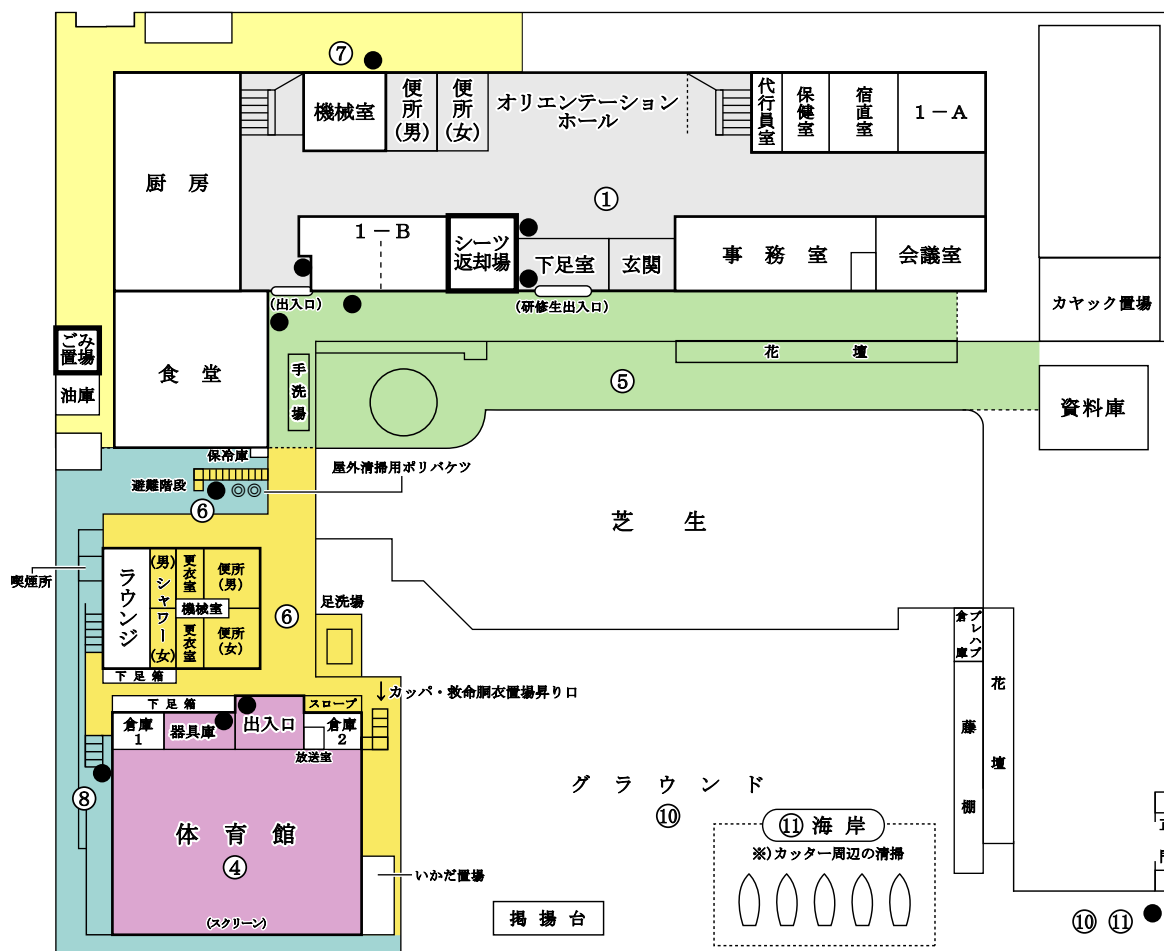 ⑦
機械室
便所
(男)
便所
(女)
オリエンテーション
ホール
代行員室
保健室
宿直室
1－A
厨　房
①
1－B
シーツ
返却場
下足室
玄関
事　務　室
会議室
(出入口)
(研修生出入口)
カヤック置場
ごみ
置場
油庫
食　堂
手洗場
花　壇
⑤
資料庫
保冷庫
屋外清掃用ポリバケツ
避難階段
⑥
芝　生
喫煙所
ラウンジ
(男)シャワー(女)
更衣室
便所
(男)
機械室
更衣室
便所
(女)
⑥
足洗場
下足箱
プレハブ
倉庫
花　壇
藤　棚
↓カッパ・救命胴衣置場昇り口
下足箱
スロープ
倉庫
1
器具庫
出入口
倉庫
2
放送室
⑧
体　育　館
④
(スクリーン)
いかだ置場
グ　ラ　ウ　ン　ド
⑩
⑪海岸
※)カッター周辺の清掃
掲揚台
⑩ ⑪